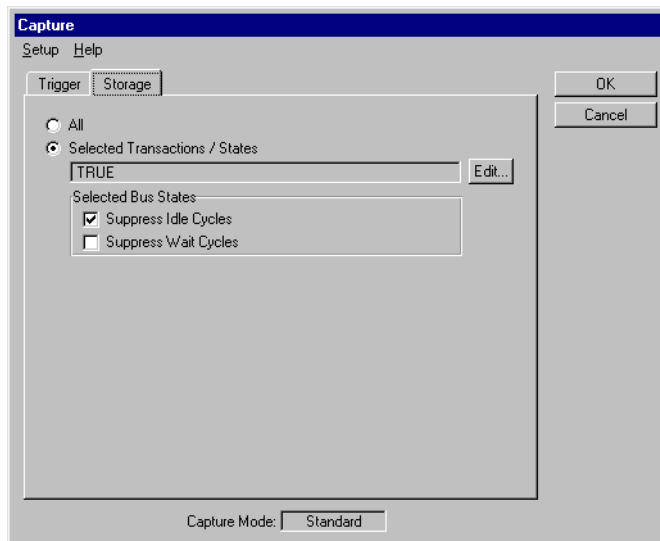 Capture
Setup Help
Trigger Storage
OK
Cancel
All
Selected Transactions / States
TRUE
Edit...
Selected Bus States
Suppress Idle Cycles
Suppress Wait Cycles
Capture Mode: Standard